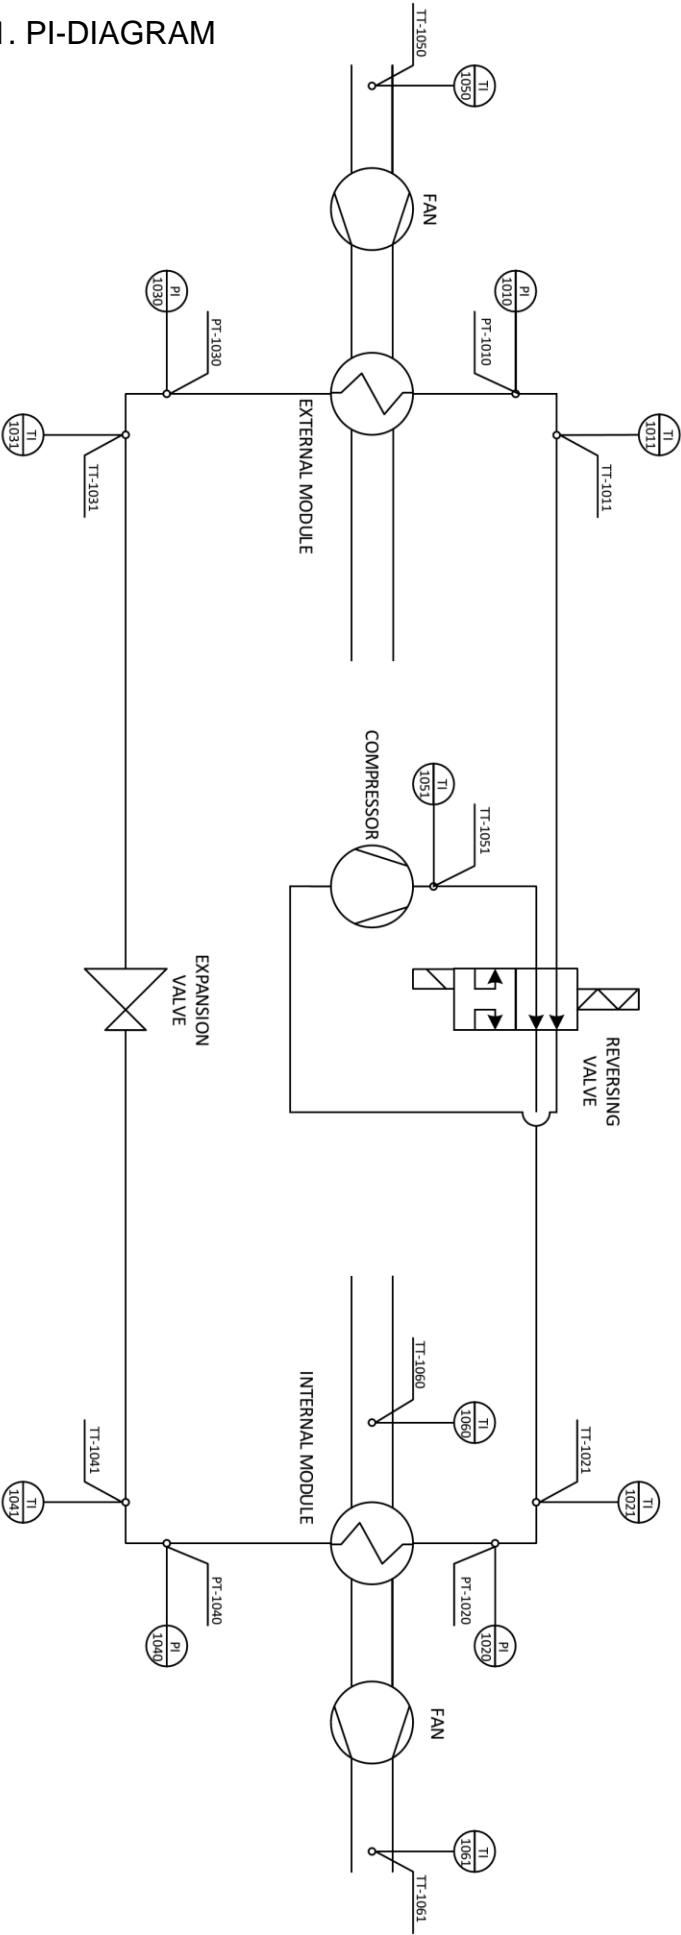 1. PI-DIAGRAM
TT-1050
TI
1050
FAN
PI
1030
PT-1030
PI
1010
PT-1010
TI
1031
TT-1031
EXTERNAL MODULE
TI
1011
TT-1011
COMPRESSOR
TI
1051
TT-1051
EXPANSION
VALVE
REVERSING
VALVE
TT-1060
TI
1060
INTERNAL MODULE
TT-1041
TI
1041
TT-1021
TI
1021
PT-1040
PI
1040
PT-1020
PI
1020
FAN
TI
1061
TT-1061